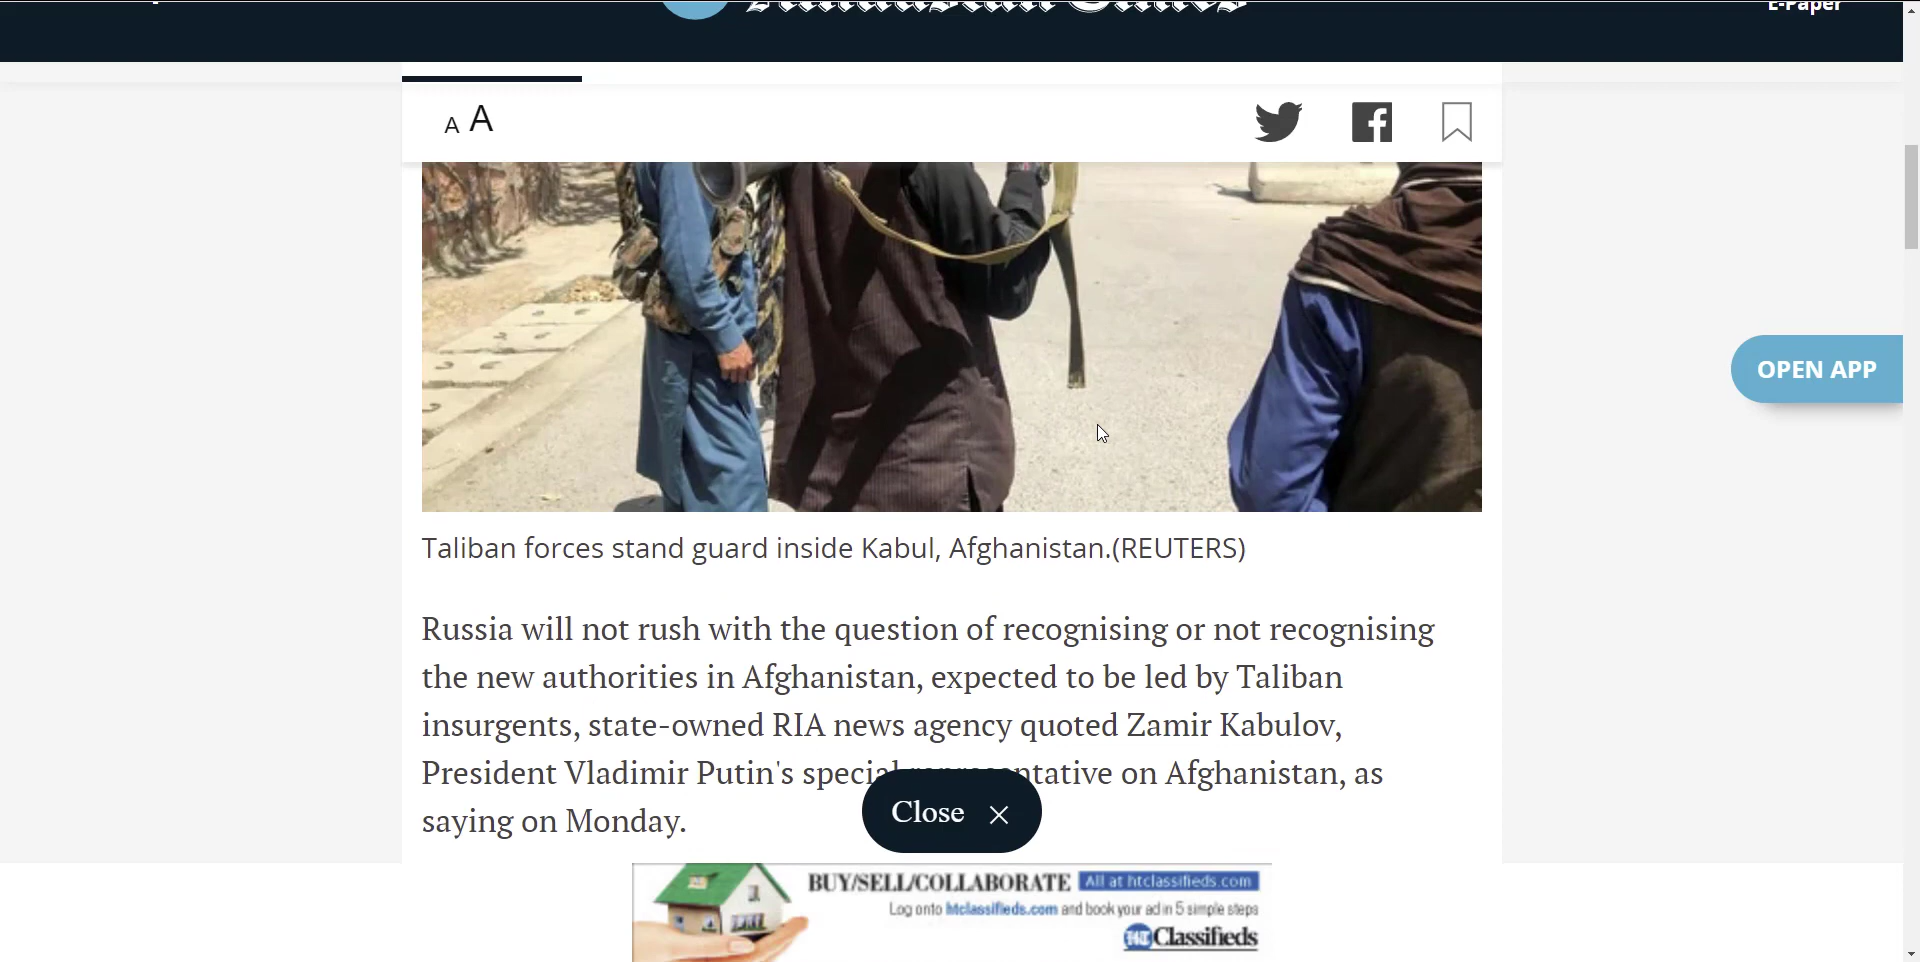 E-Paper
A A
OPEN APP
Taliban forces stand guard inside Kabul, Afghanistan.(REUTERS)
Russia will not rush with the question of recognising or not recognising
the new authorities in Afghanistan, expected to be led by Taliban
insurgents, state-owned RIA news agency quoted Zamir Kabulov,
President Vladimir Putin's special on Afghanistan, as
saying on Monday.
Close
BUY/SELL/COLLABORATE All at htclassifieds.com
Log onto htclassifieds.com and book your ad in 5 simple steps
HT Classifieds